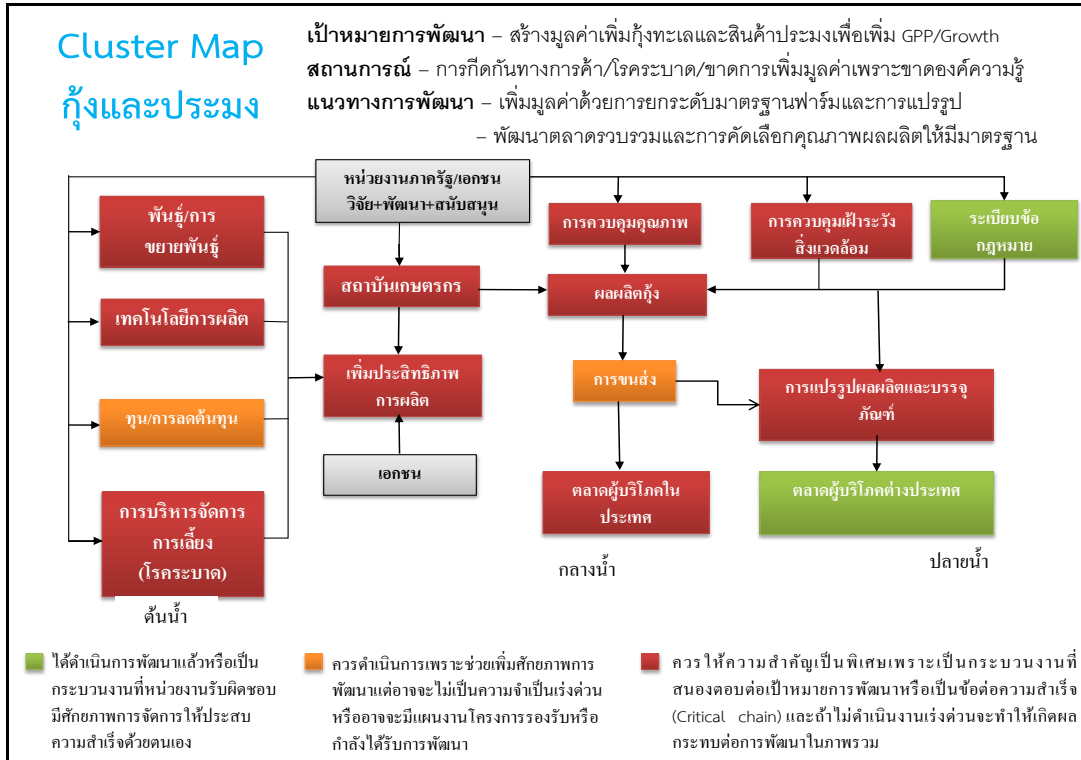 Cluster Map
กุ้งและประมง
เป้าหมายการพัฒนา – สร้างมูลค่าเพิ่มกุ้งทะเลและสินค้าประมงเพื่อเพิ่ม GPP/Growth
สถานการณ์ – การกีดกันทางการค้า/โรคระบาด/ขาดการเพิ่มมูลค่าเพราะขาดองค์ความรู้
แนวทางการพัฒนา – เพิ่มมูลค่าด้วยการยกระดับมาตรฐานฟาร์มและการแปรรูป
– พัฒนาตลาดรวบรวมและการคัดเลือกคุณภาพผลผลิตให้มีมาตรฐาน
หน่วยงานภาครัฐ/เอกชน
วิจัย+พัฒนา+สนับสนุน
พันธุ์/การ
ขยายพันธุ์
การควบคุมคุณภาพ
การควบคุมเฝ้าระวัง
สิ่งแวดล้อม
ระเบียบข้อ
กฎหมาย
สถาบันเกษตรกร
ผลผลิตกุ้ง
เทคโนโลยีการผลิต
เพิ่มประสิทธิภาพ
การผลิต
การขนส่ง
การแปรรูปผลผลิตและบรรจุ
ภัณฑ์
ทุน/การลดต้นทุน
เอกชน
ตลาดผู้บริโภคใน
ประเทศ
ตลาดผู้บริโภคต่างประเทศ
การบริหารจัดการ
การเลี้ยง
(โรคระบาด)
ต้นน้ำ
กลางน้ำ
ปลายน้ำ
ได้ดำเนินการพัฒนาแล้วหรือเป็น
กระบวนงานที่หน่วยงานรับผิดชอบ
มีศักยภาพการจัดการให้ประสบ
ความสำเร็จด้วยตนเอง
ควรดำเนินการเพราะช่วยเพิ่มศักยภาพการ
พัฒนาแต่อาจจะไม่เป็นความจำเป็นเร่งด่วน
หรืออาจจะมีแผนงานโครงการรองรับหรือ
กำลังได้รับการพัฒนา
ควรให้ความสำคัญเป็นพิเศษเพราะเป็นกระบวนงานที่
สนองตอบต่อเป้าหมายการพัฒนาหรือเป็นข้อต่อความสำเร็จ
(Critical chain) และถ้าไม่ดำเนินงานเร่งด่วนจะทำให้เกิดผล
กระทบต่อการพัฒนาในภาพรวม